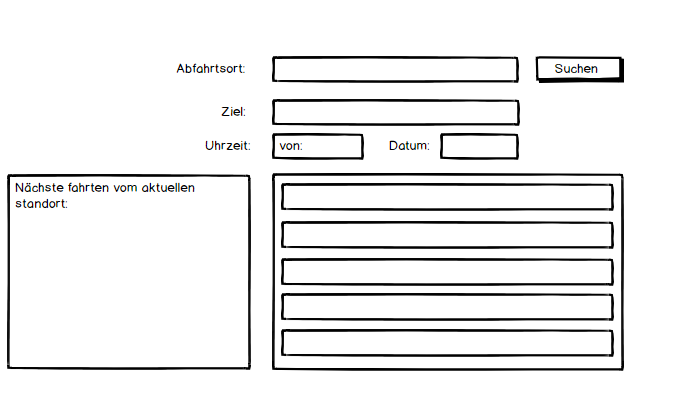 Abfahrtsort:
Suchen
Ziel:
Uhrzeit:
von:
Datum:
Nächste fahrten vom aktuellen
standort: